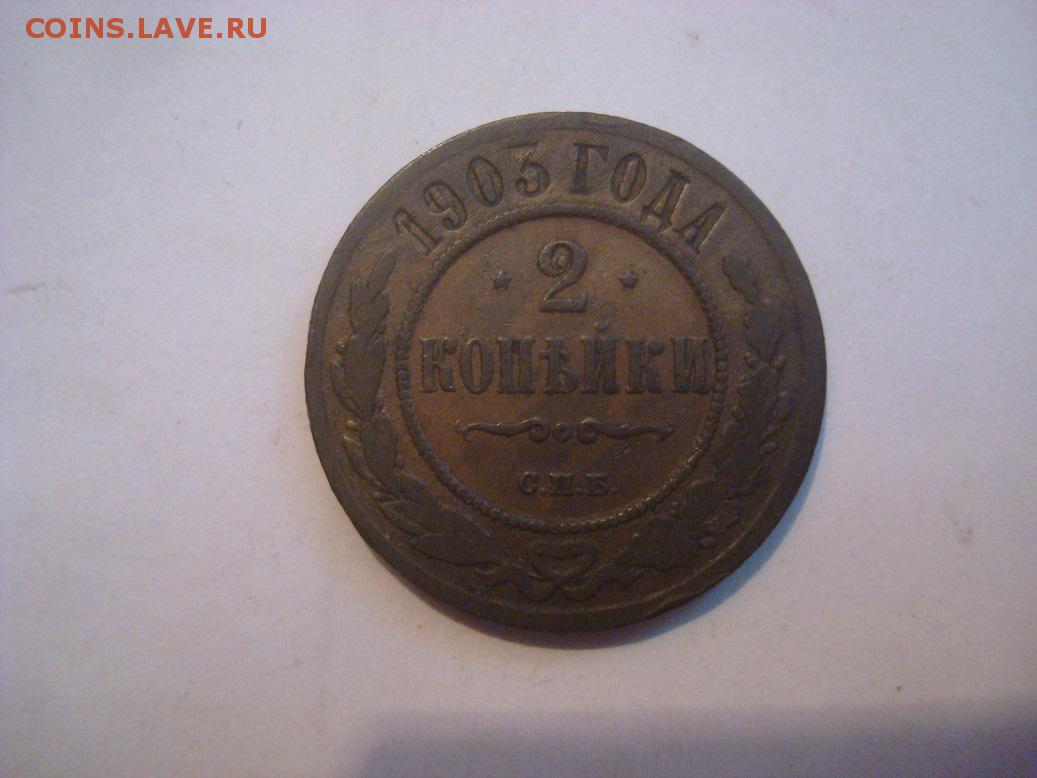 COINS.LAVE.RU
1903 ГОДА
2
КОПѢЙКИ
С.П.Б.